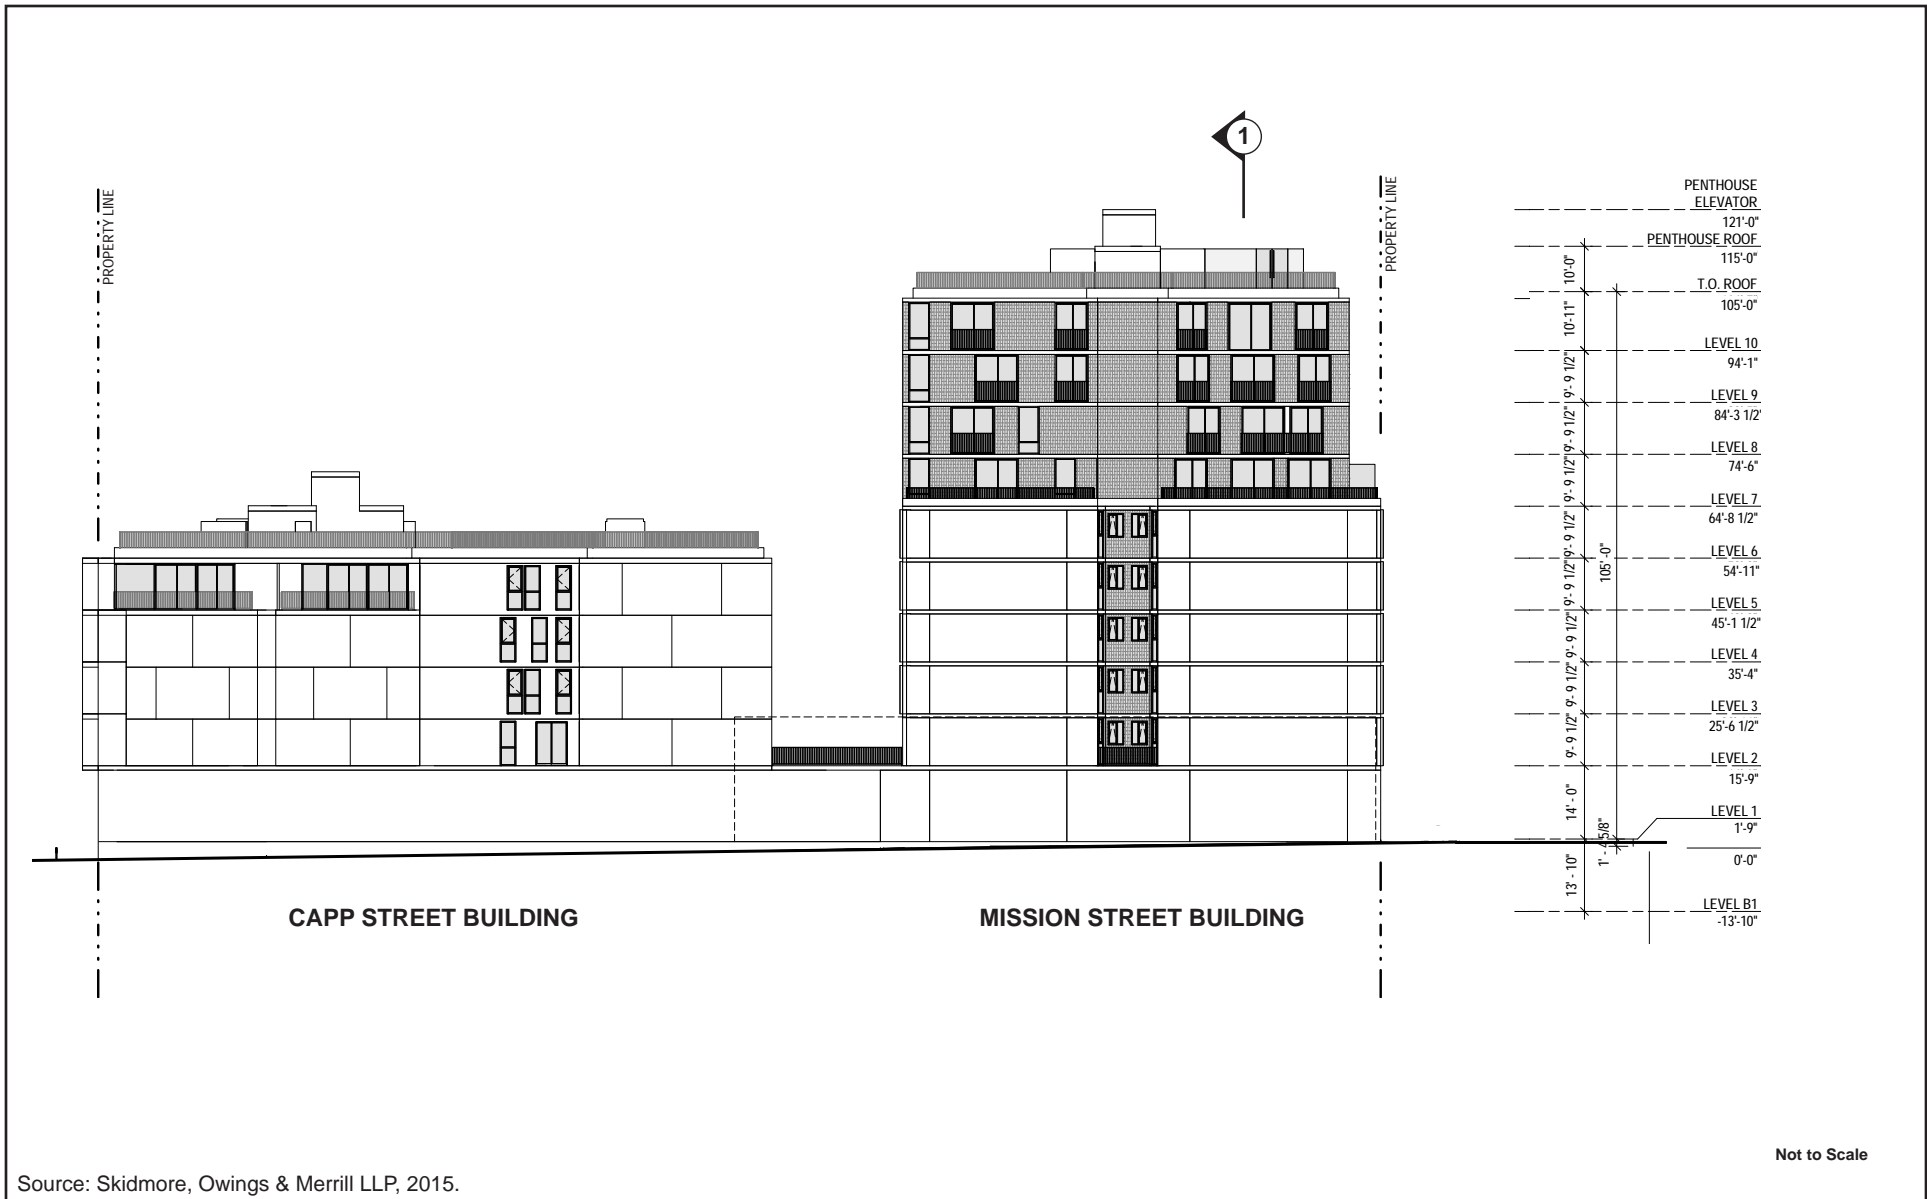 1
PROPERTY LINE
PROPERTY LINE
PENTHOUSE
ELEVATOR
121'-0"
PENTHOUSE ROOF
115'-0"
T.O. ROOF
105'-0"
LEVEL 10
94'-1"
LEVEL 9
84'-3 1/2'
LEVEL 8
74'-6"
LEVEL 7
64'-8 1/2"
LEVEL 6
54'-11"
LEVEL 5
45'-1 1/2"
LEVEL 4
35'-4"
LEVEL 3
25'-6 1/2"
LEVEL 2
15'-9"
LEVEL 1
1'-9"
0'-0"
LEVEL B1
-13'-10"
10'-0"
10'-11"
9'- 9 1/2"
9'- 9 1/2"
9'- 9 1/2"
9'- 9 1/2"
9'- 9 1/2"
9'- 9 1/2"
9'- 9 1/2"
9'- 9 1/2"
14' - 0"
13' - 10"
105' -0"
CAPP STREET BUILDING
MISSION STREET BUILDING
Not to Scale
Source: Skidmore, Owings & Merrill LLP, 2015.